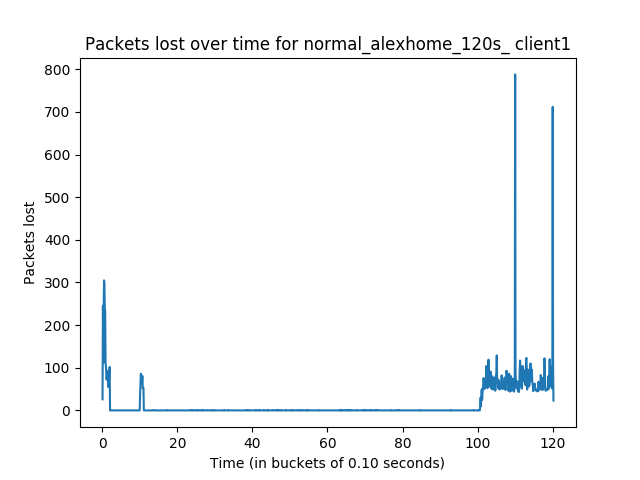 Packets lost over time for normal_alexhome_120s_ client1
800
700
600
500
400
300
200
100
0
Packets lost
0 20 40 60 80 100 120
Time (in buckets of 0.10 seconds)